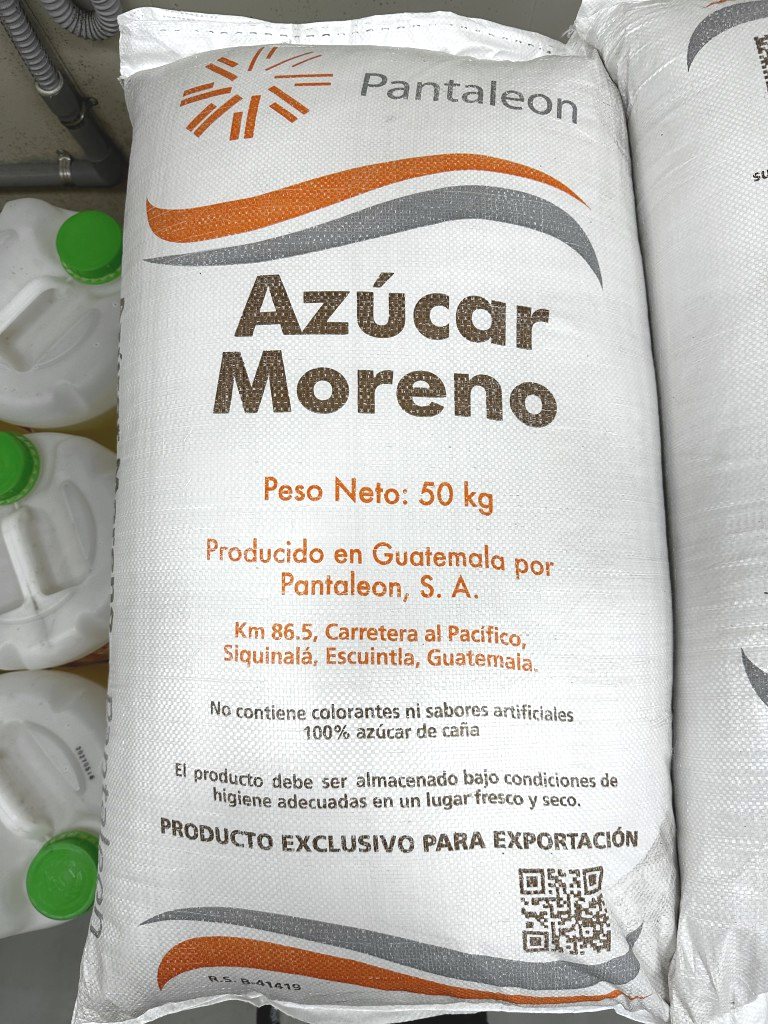 Pantaleon
Azúcar
Moreno
Peso Neto: 50 kg
Producido en Guatemala por
Pantaleon, S. A.
Km 86.5, Carretera al Pacífico,
Siquinalá, Escuintla, Guatemala.
No contiene colorantes ni sabores artificiales
100% azúcar de caña
El producto debe ser almacenado bajo condiciones de
higiene adecuadas en un lugar fresco y seco.
PRODUCTO EXCLUSIVO PARA EXPORTACIÓN
R.S. B-41419